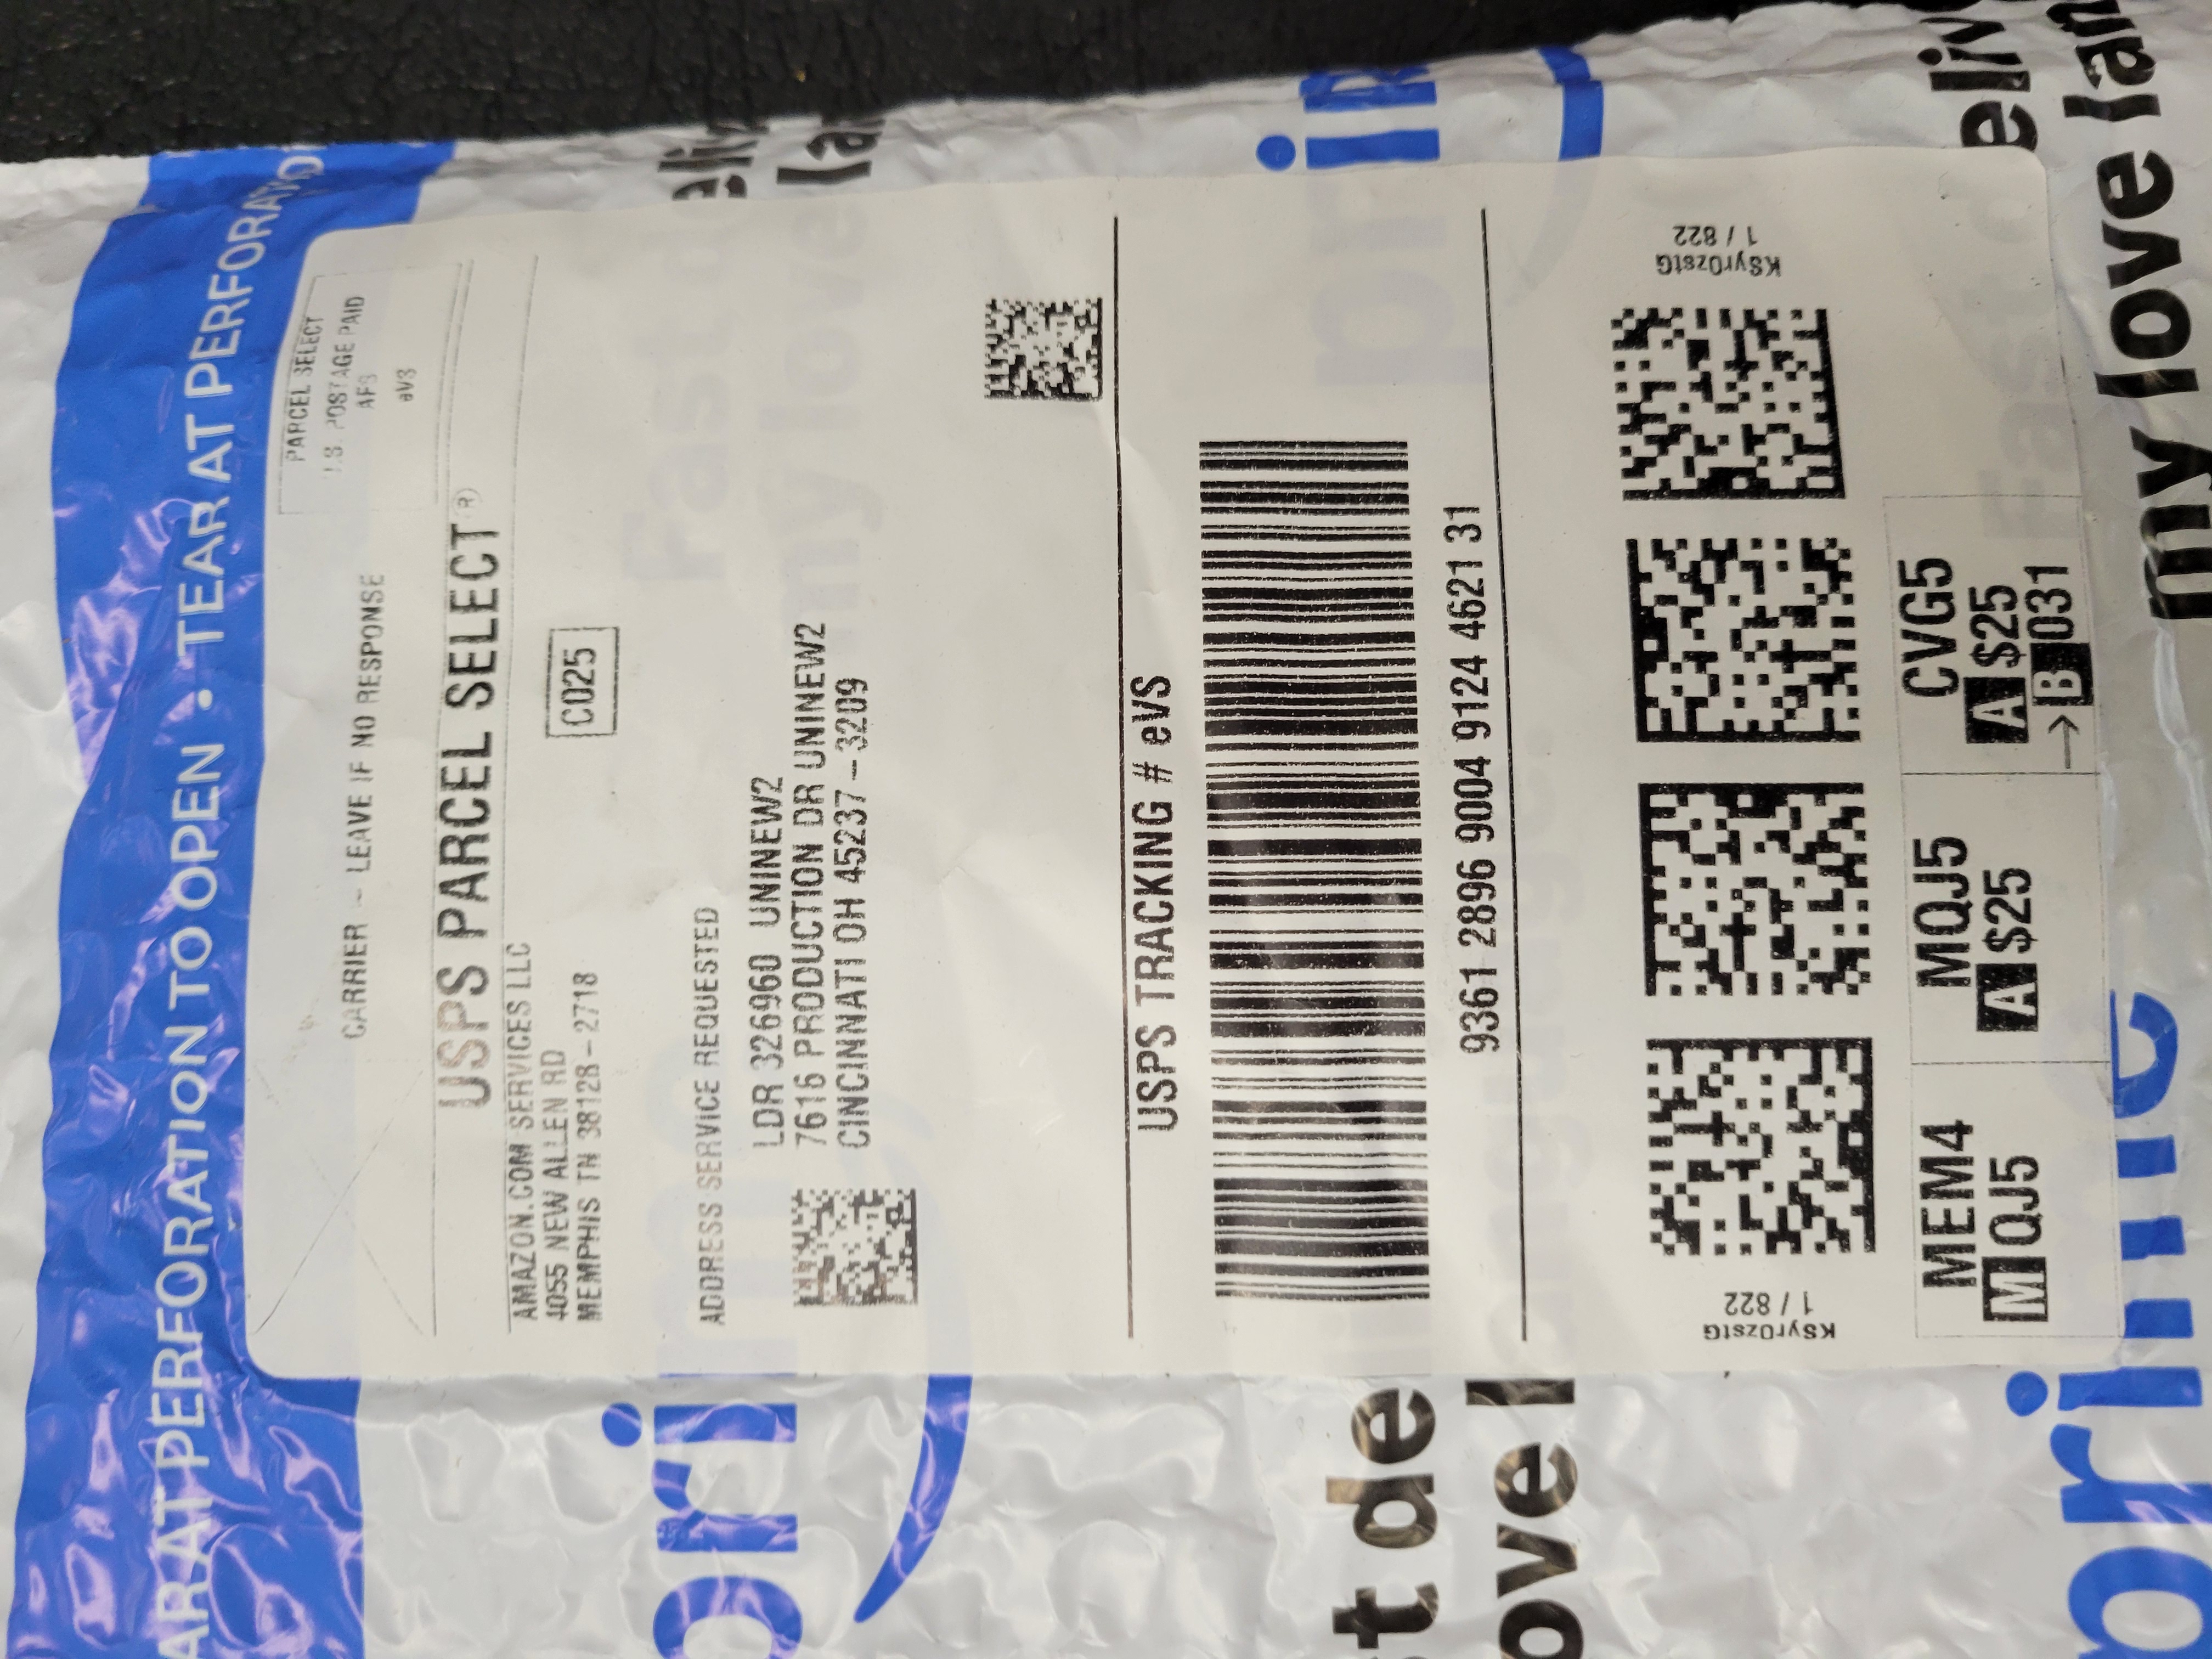 TEAR AT PERFORATION TO OPEN • TEAR AT PERFORATION
PARCEL SELECT
U.S. POSTAGE PAID
AFS
eVS
CARRIER - LEAVE IF NO RESPONSE
USPS PARCEL SELECT®
AMAZON.COM SERVICES LLC
4055 NEW ALLEN RD
MEMPHIS TN 38128-2718
C025
ADDRESS SERVICE REQUESTED
LDR 326960 UNINEW2
7616 PRODUCTION DR UNINEW2
CINCINNATI OH 45237-3209
USPS TRACKING # eVS
9361 2896 9004 9124 4621 31
KSyr0zstG
1 / 822
KSyr0zstG
1 / 822
MEM4
M QJ5
MQJ5
A $25
CVG5
A $25
→ B 031
prime
my love